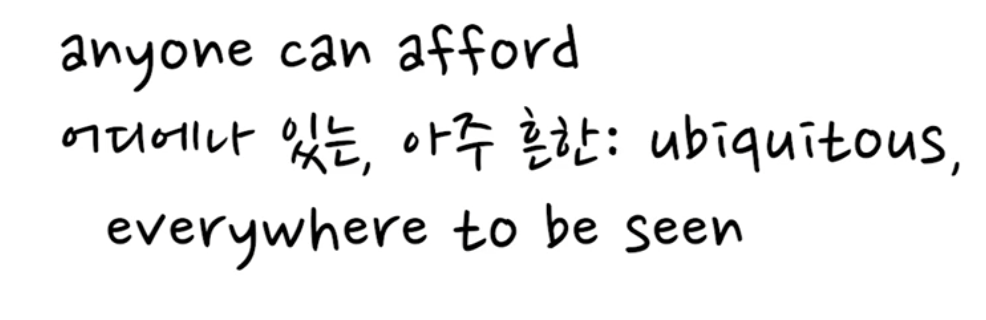 anyone can afford
어디에나 있는, 아주 흔한: ubiquitous,
everywhere to be seen